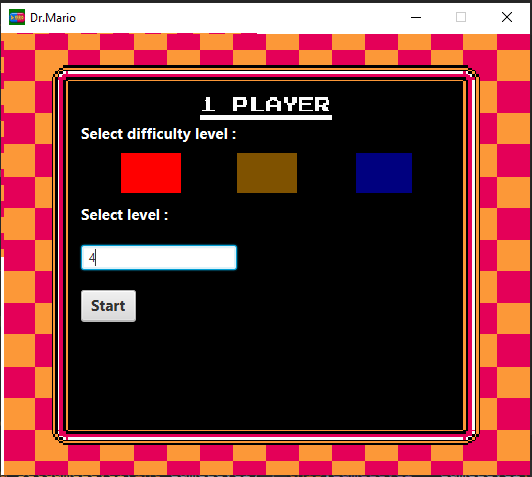 Dr.Mario
1 PLAYER
Select difficulty level :
Select level :
4
Start